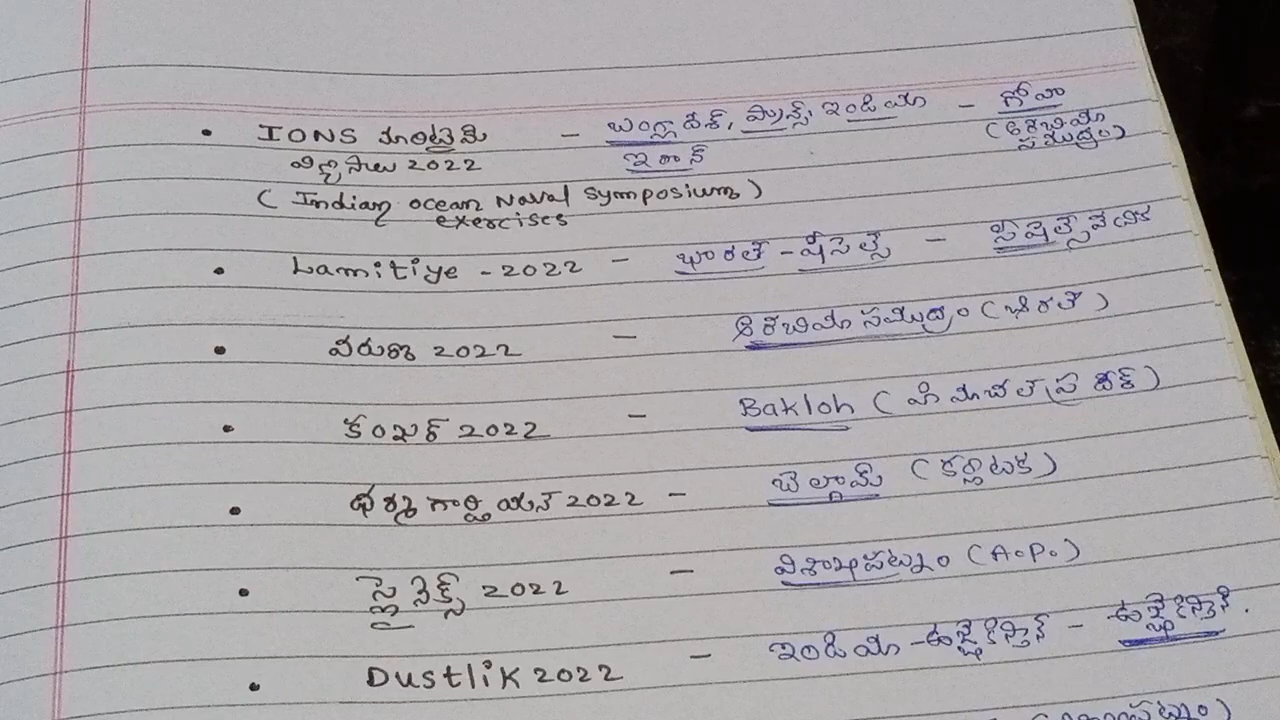 IONS మారిటైమ్ – బంగ్లాదేశ్, ఫ్రాన్స్, ఇండియా – గోవా
విన్యాసాలు 2022 ఇరాన్ (అరేబియా సముద్రం)
( Indian ocean Naval Symposium )
exercises
Lamitiye - 2022 – భారత్ - షీసెల్స్ – సీషెల్స్
వరుణ 2022 – అరేబియా సముద్రం (భారత్)
కంజర్ 2022 – Bakloh (హిమాచల్ ప్రదేశ్)
ధర్మ గార్డియన్ 2022 – బెల్గామ్ (కర్ణాటక)
స్లైనెక్స్ 2022 – విశాఖపట్నం (A.P.)
Dustlik 2022 – ఇండియా - ఉజ్బెకిస్తాన్ – ఉజ్బెకిస్తాన్.